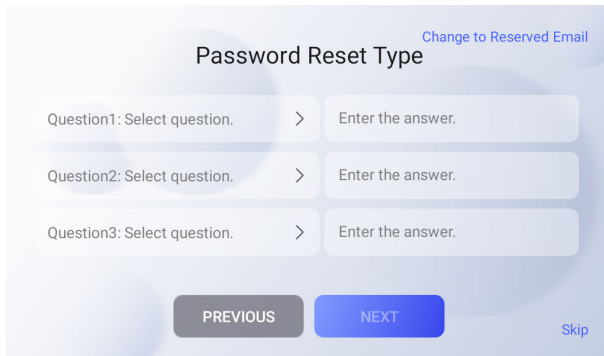 Change to Reserved Email
Password Reset Type
Question1: Select question.
Enter the answer.
Question2: Select question.
Enter the answer.
Question3: Select question.
Enter the answer.
PREVIOUS
NEXT
Skip